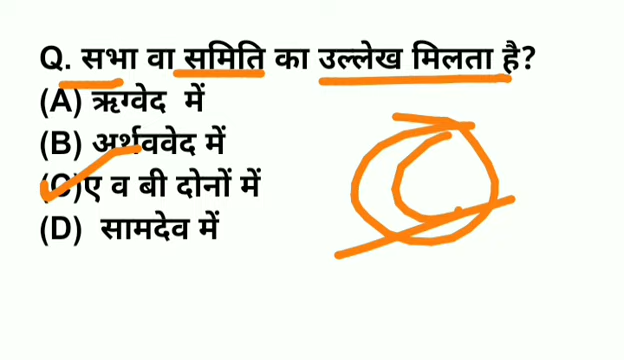 Q. सभा वा समिति का उल्लेख मिलता है?
(A) ऋग्वेद में
(B) अर्थववेद में
(C)ए व बी दोनों में
(D) सामदेव में